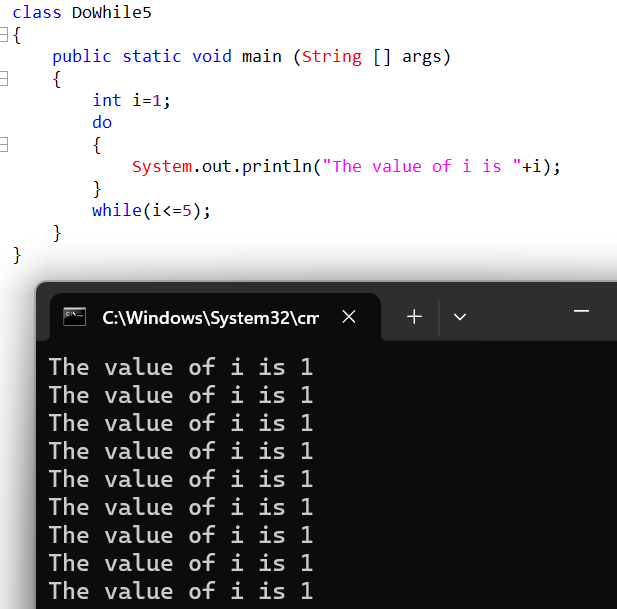 class DoWhile5
{
    public static void main (String [] args)
    {
        int i=1;
        do
        {
            System.out.println("The value of i is "+i);
        }
        while(i<=5);
    }
}
C:\Windows\System32\cm
The value of i is 1
The value of i is 1
The value of i is 1
The value of i is 1
The value of i is 1
The value of i is 1
The value of i is 1
The value of i is 1
The value of i is 1